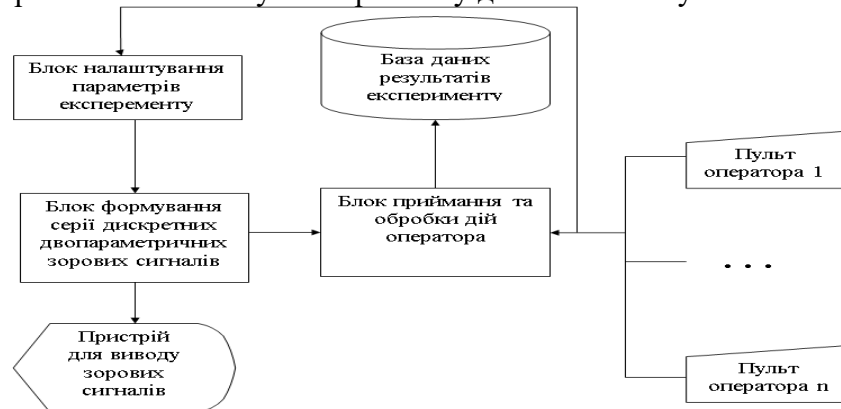 Блок налаштування
параметрів
експеременту
База даних
результатів
експерименту
Пульт
оператора 1
Блок формування
серії дискретних
двопараметричних
зорових сигналів
Блок приймання та
обробки дій
оператора
. . .
Пристрій
для виводу
зорових
сигналів
Пульт
оператора n